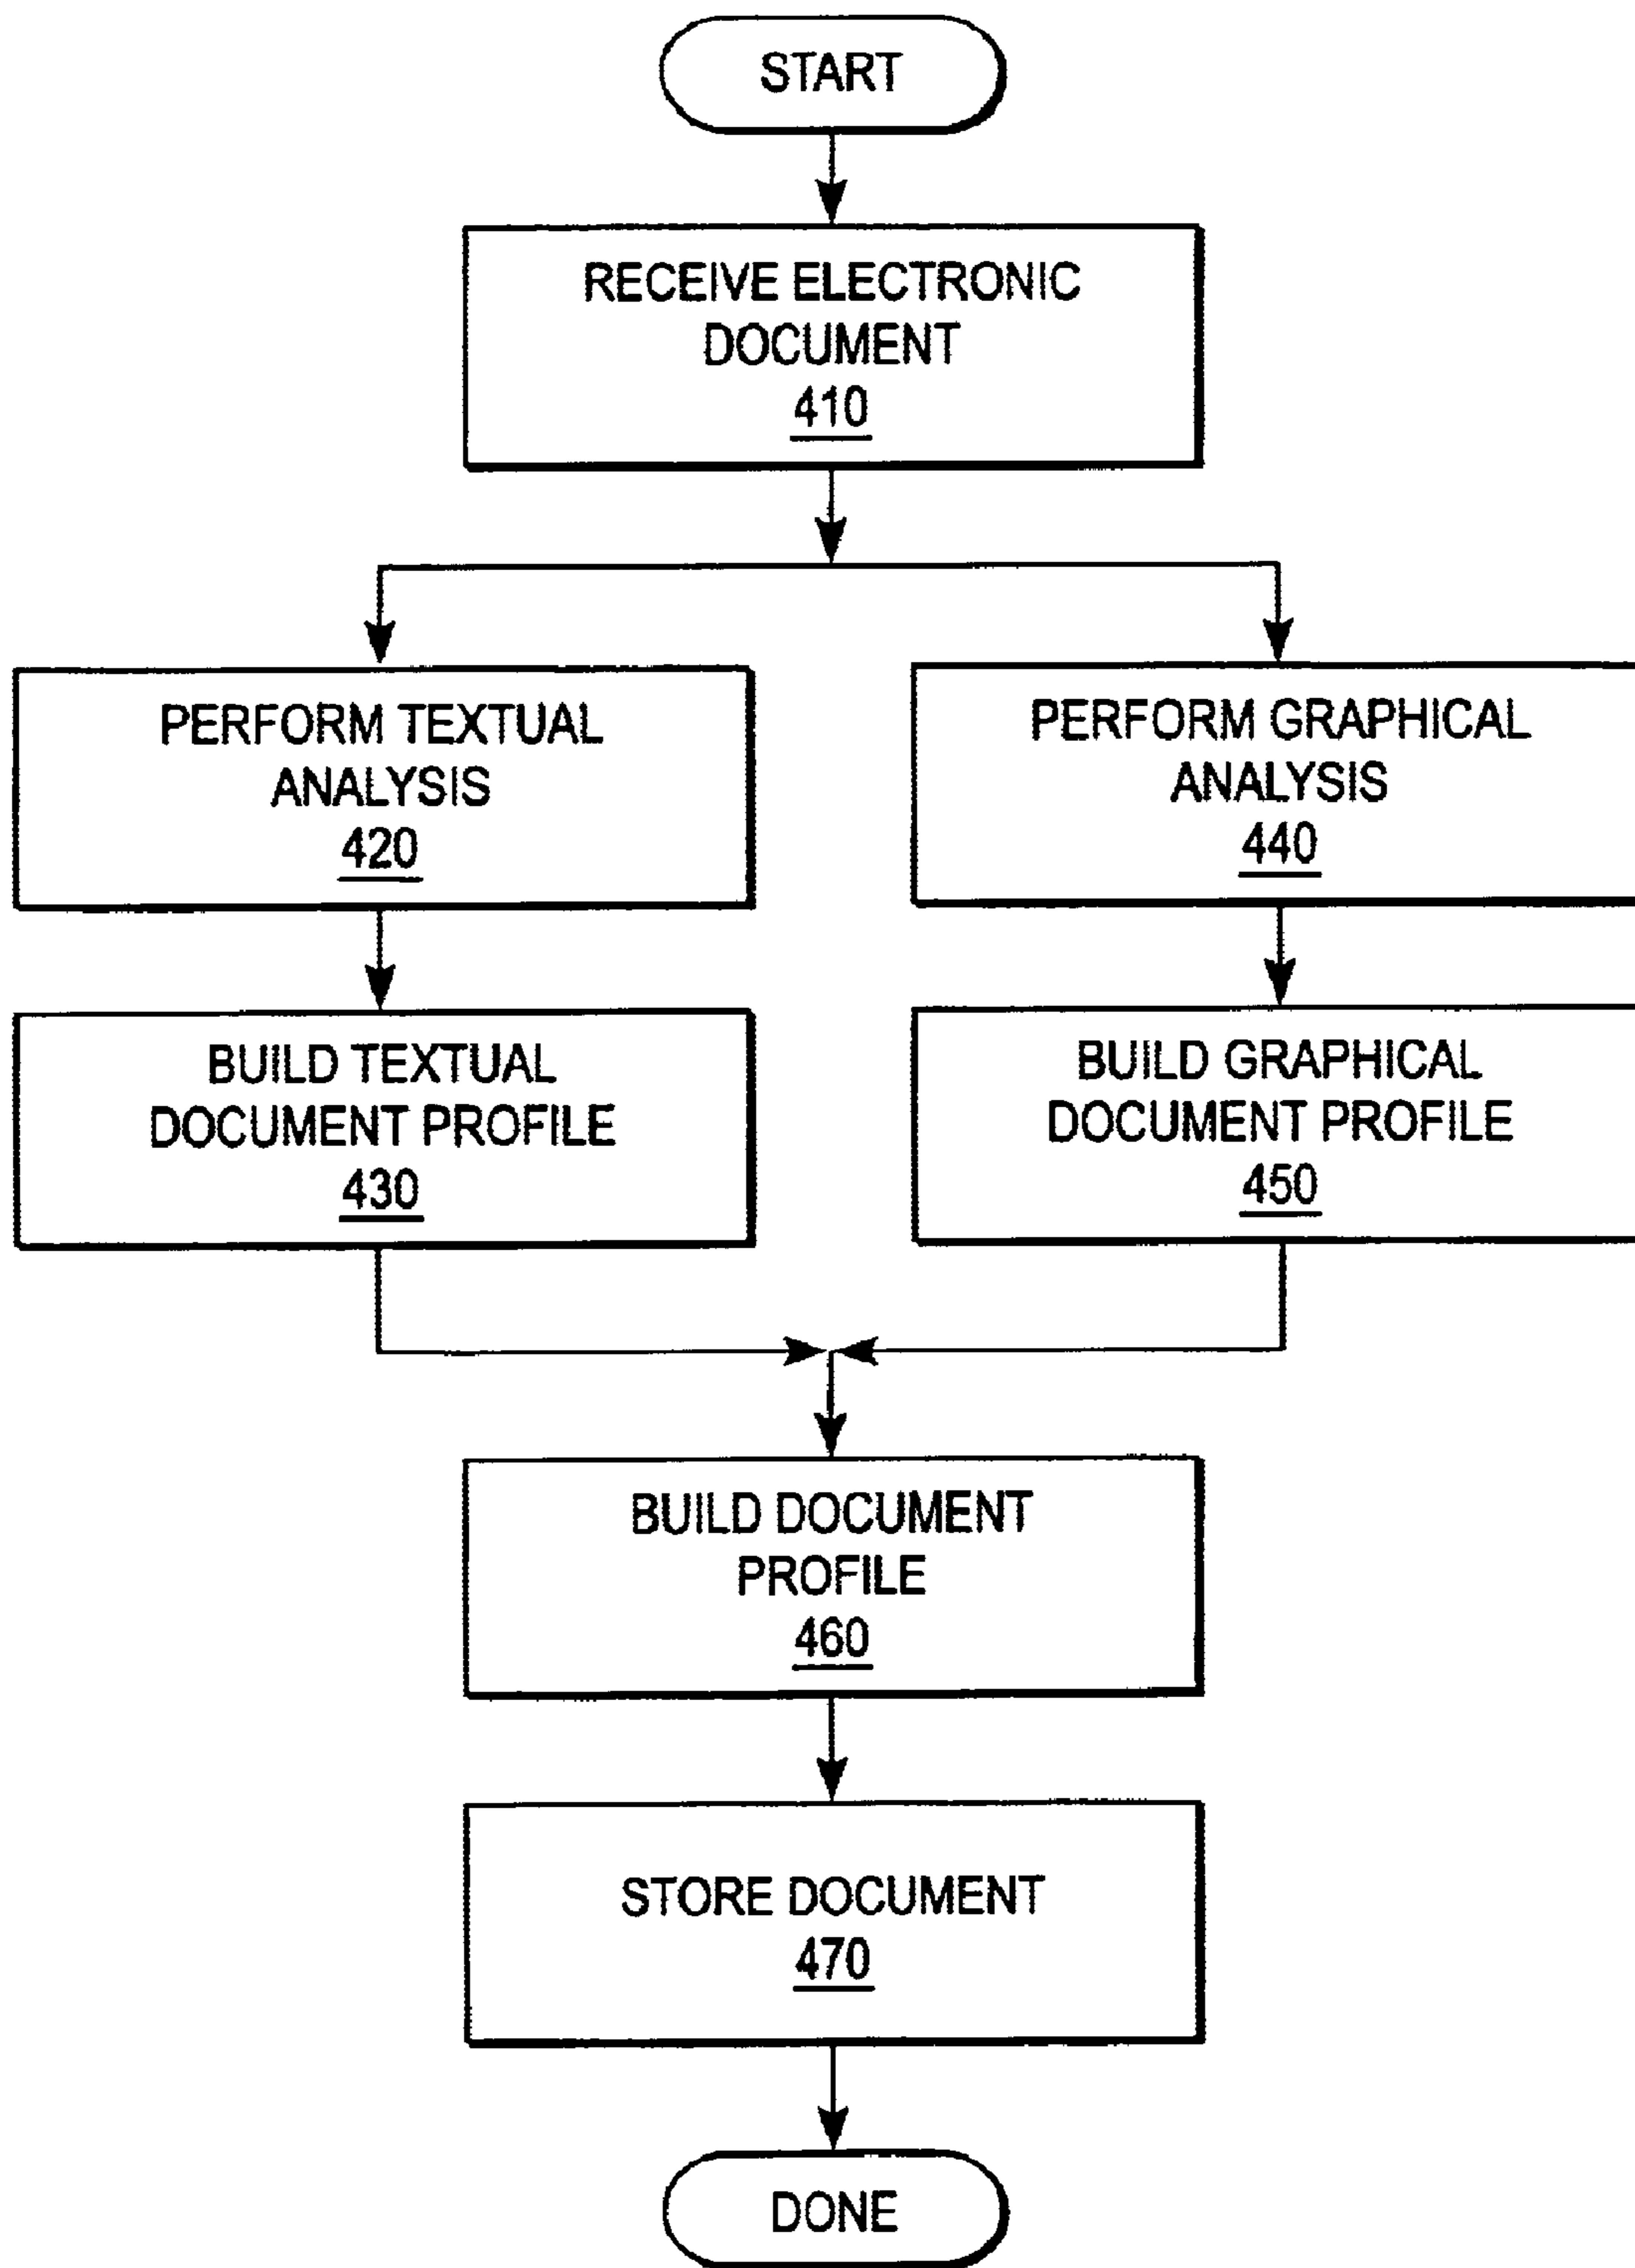 START
RECEIVE ELECTRONIC
DOCUMENT
410
PERFORM TEXTUAL
ANALYSIS
420
PERFORM GRAPHICAL
ANALYSIS
440
BUILD TEXTUAL
DOCUMENT PROFILE
430
BUILD GRAPHICAL
DOCUMENT PROFILE
450
BUILD DOCUMENT
PROFILE
460
STORE DOCUMENT
470
DONE